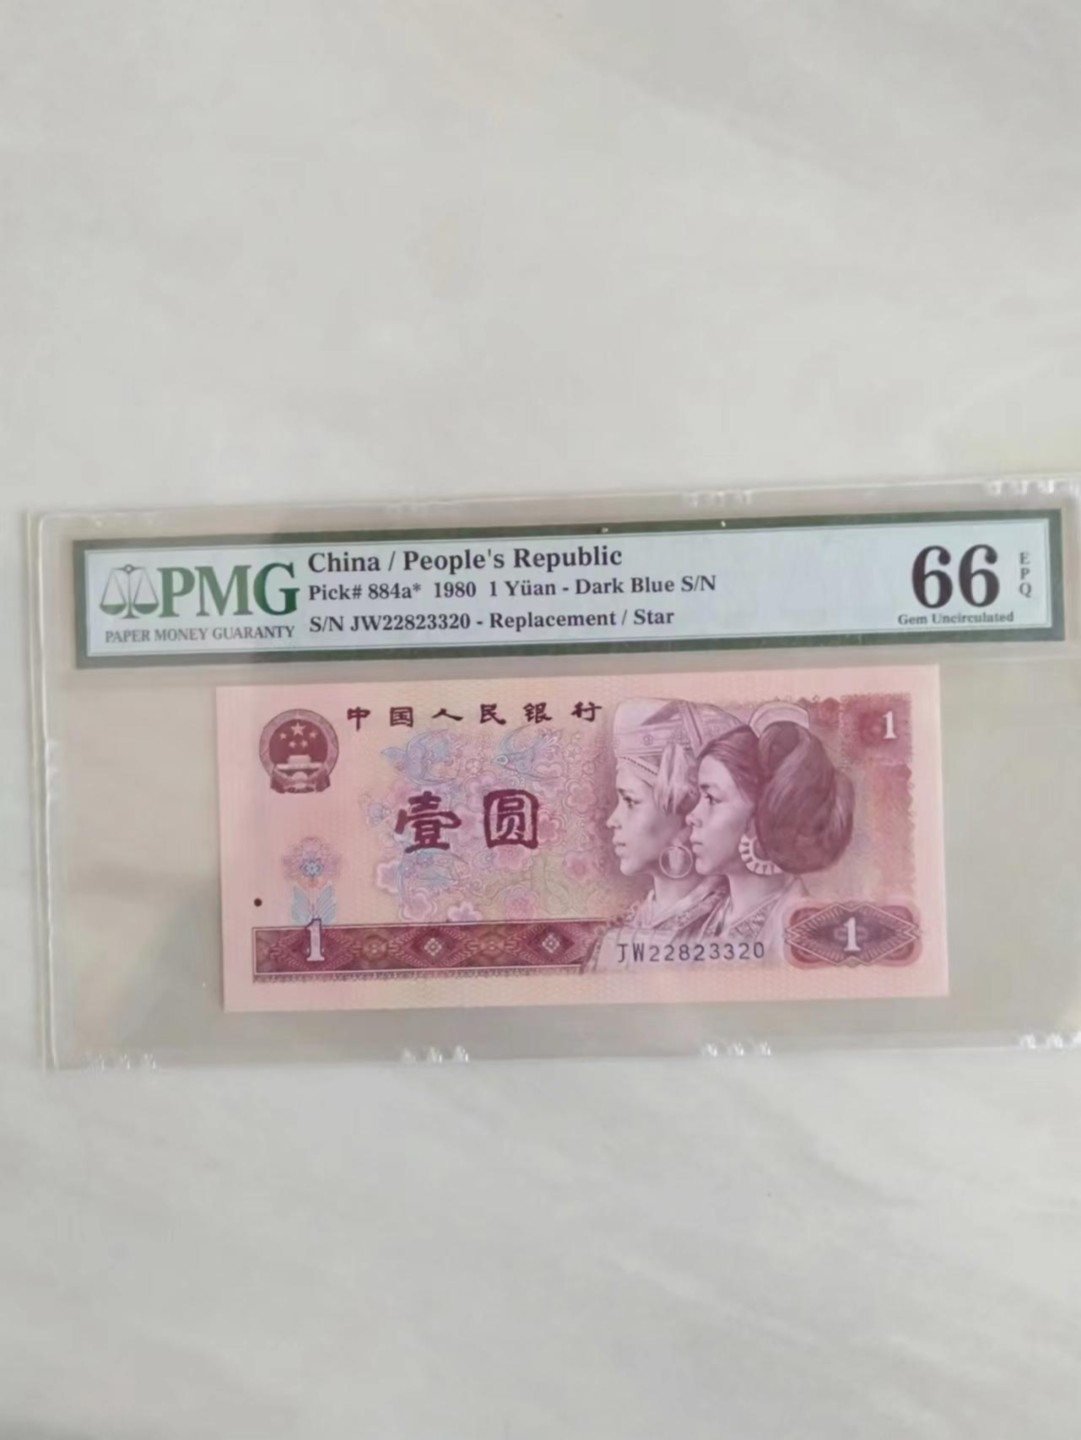 PMG
PAPER MONEY GUARANTY
China / People's Republic
Pick# 884a* 1980 1 Yüan - Dark Blue S/N
S/N JW22823320 - Replacement / Star
66
EPQ
Gem Uncirculated
中国人民银行
1
壹圆
1
JW22823320
1